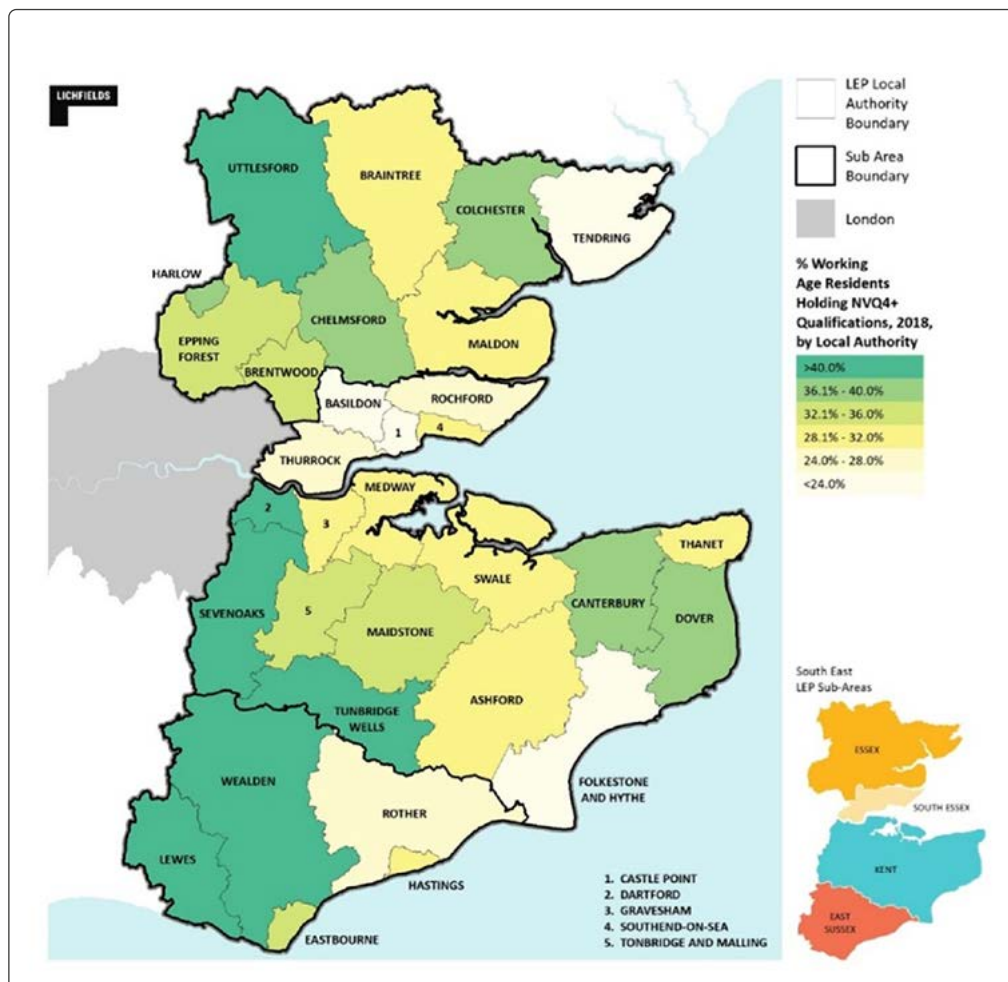 LICHFIELDS
LEP Local
Authority
Boundary
Sub Area
Boundary
London
% Working
Age Residents
Holding NVQ4+
Qualifications, 2018,
by Local Authority
>40.0%
36.1% - 40.0%
32.1% - 36.0%
28.1% - 32.0%
24.0% - 28.0%
<24.0%
UTTLESFORD
BRAINTREE
COLCHESTER
TENDRING
HARLOW
CHELMSFORD
EPPING
FOREST
MALDON
BRENTWOOD
BASILDON
ROCHFORD
1
4
THURROCK
MEDWAY
2
3
THANET
SWALE
CANTERBURY
SEVENOAKS
5
DOVER
MAIDSTONE
ASHFORD
TUNBRIDGE
WELLS
WEALDEN
FOLKESTONE
AND HYTHE
ROTHER
LEWES
HASTINGS
EASTBOURNE
1. CASTLE POINT
2. DARTFORD
3. GRAVESHAM
4. SOUTHEND-ON-SEA
5. TONBRIDGE AND MALLING
South East
LEP Sub-Areas
ESSEX
SOUTH ESSEX
KENT
EAST
SUSSEX